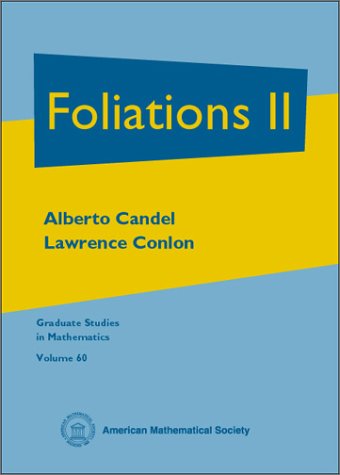 Foliations II
Alberto Candel
Lawrence Conlon
Graduate Studies
in Mathematics
Volume 60
American Mathematical Society